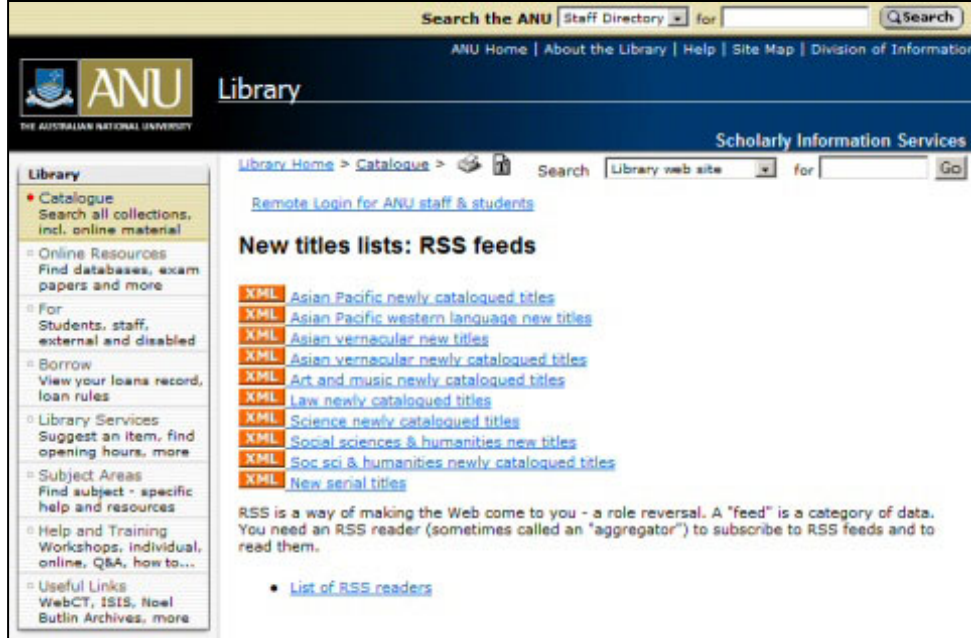 Search the ANU Staff Directory for Search
ANU Home | About the Library | Help | Site Map | Division of Information
ANU
THE AUSTRALIAN NATIONAL UNIVERSITY
Library
Scholarly Information Services
Library
Catalogue
Search all collections,
incl. online material
Online Resources
Find databases, exam
papers and more
For
Students, staff,
external and disabled
Borrow
View your loans record,
loan rules
Library Services
Suggest an item, find
opening hours, more
Subject Areas
Find subject - specific
help and resources
Help and Training
Workshops, individual,
online, Q&A, how to...
Useful Links
WebCT, ISIS, Noel
Butlin Archives, more
Library Home > Catalogue > Search Library web site for Go
Remote Login for ANU staff & students
New titles lists: RSS feeds
XML Asian Pacific newly catalogued titles
XML Asian Pacific western language new titles
XML Asian vernacular new titles
XML Asian vernacular newly catalogued titles
XML Art and music newly catalogued titles
XML Law newly catalogued titles
XML Science newly catalogued titles
XML Social sciences & humanities new titles
XML Soc sci & humanities newly catalogued titles
XML New serial titles
RSS is a way of making the Web come to you - a role reversal. A "feed" is a category of data.
You need an RSS reader (sometimes called an "aggregator") to subscribe to RSS feeds and to
read them.
• List of RSS readers